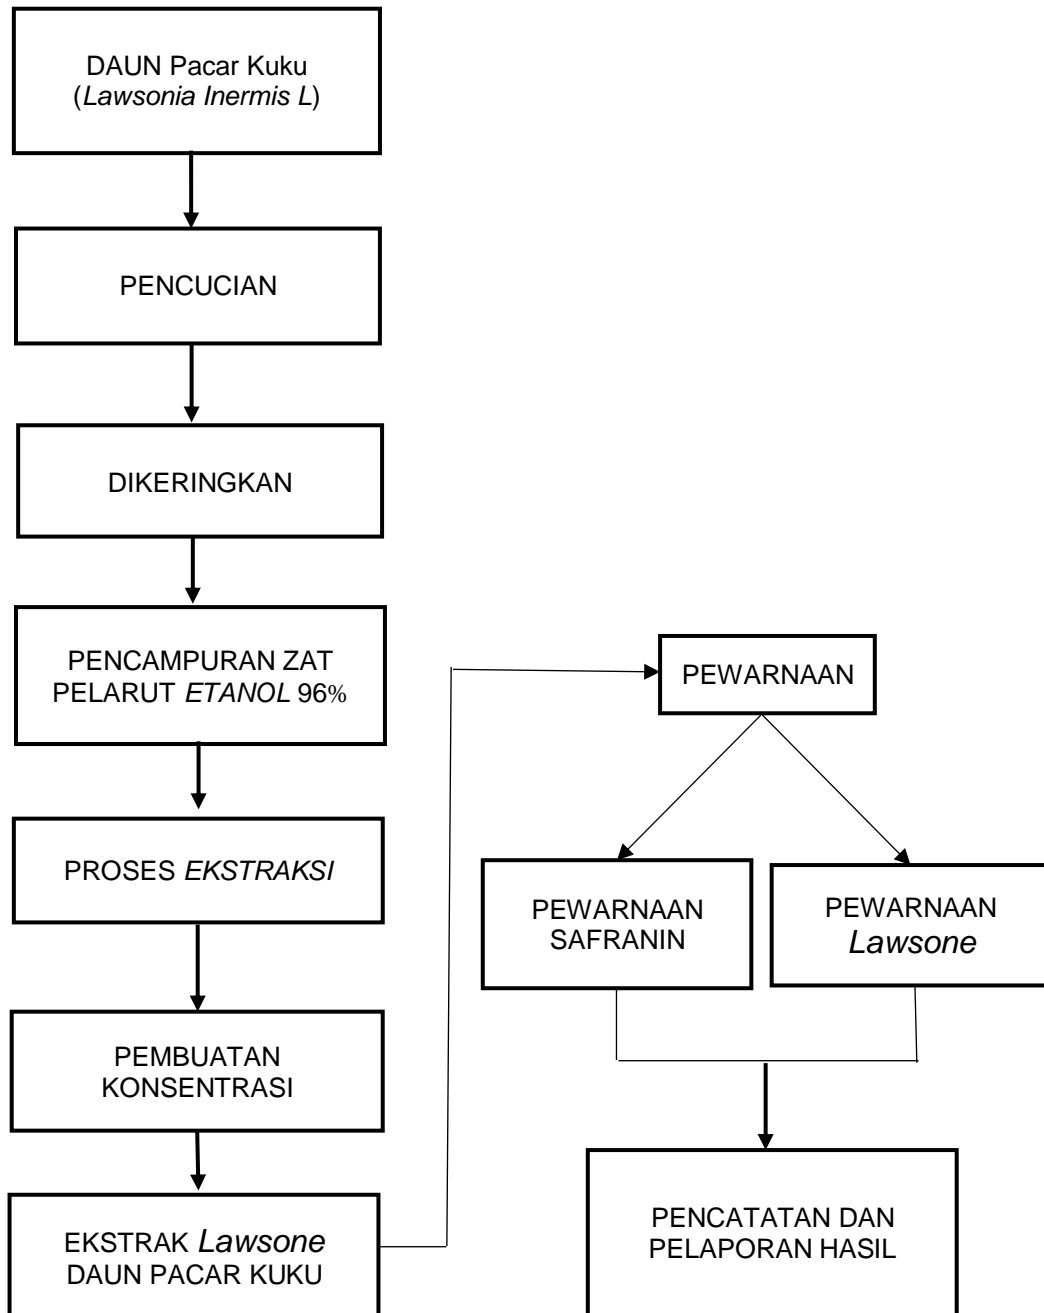 DAUN Pacar Kuku
(Lawsonia Inermis L)
PENCUCIAN
DIKERINGKAN
PENCAMPURAN ZAT
PELARUT ETANOL 96%
PROSES EKSTRAKSI
PEMBUATAN
KONSENTRASI
EKSTRAK Lawsone
DAUN PACAR KUKU
PEWARNAAN
PEWARNAAN
SAFRANIN
PEWARNAAN
Lawsone
PENCATATAN DAN
PELAPORAN HASIL